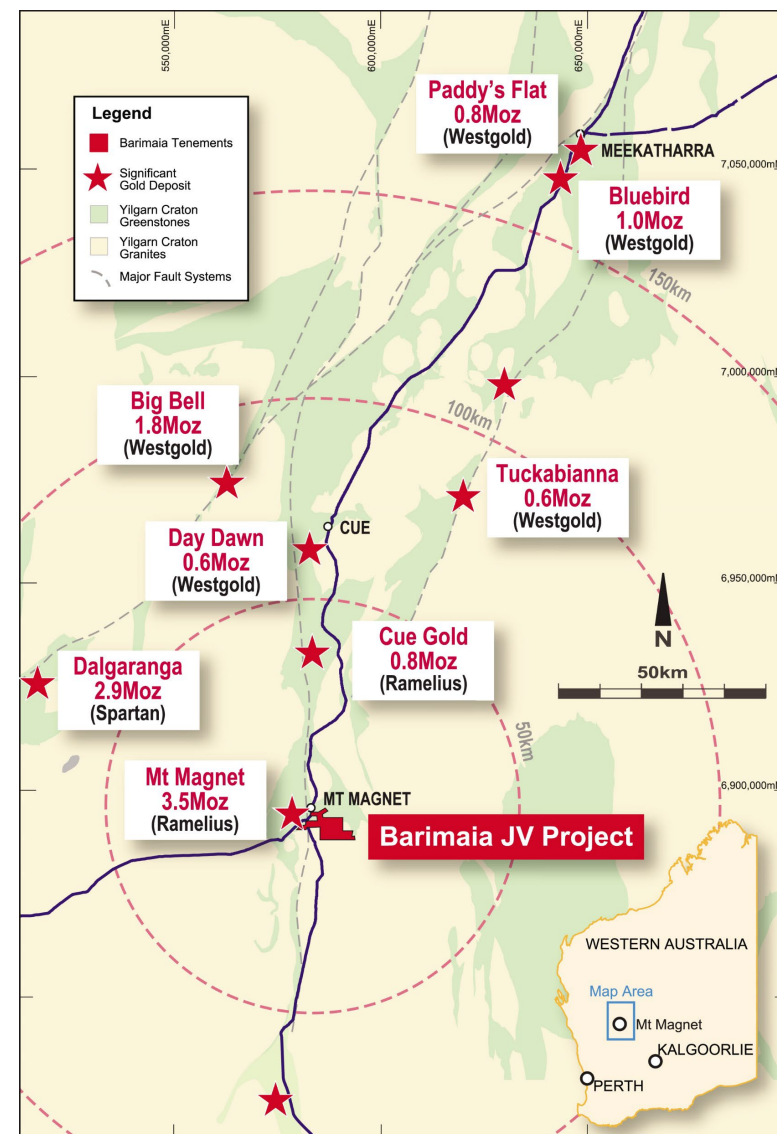 550,000mE
600,000mE
650,000mE
Legend
Barimaia Tenements
Significant
Gold Deposit
Yilgarn Craton
Greenstones
Yilgarn Craton
Granites
Major Fault Systems
Paddy's Flat
0.8Moz
(Westgold)
MEEKATHARRA
7,050,000mN
Bluebird
1.0Moz
(Westgold)
150km
7,000,000mN
Big Bell
1.8Moz
(Westgold)
100km
Tuckabianna
0.6Moz
(Westgold)
CUE
Day Dawn
0.6Moz
(Westgold)
6,950,000mN
N
Cue Gold
0.8Moz
(Ramelius)
50km
Dalgaranga
2.9Moz
(Spartan)
50km
Mt Magnet
3.5Moz
(Ramelius)
MT MAGNET
6,900,000mN
Barimaia JV Project
WESTERN AUSTRALIA
Map Area
Mt Magnet
KALGOORLIE
PERTH